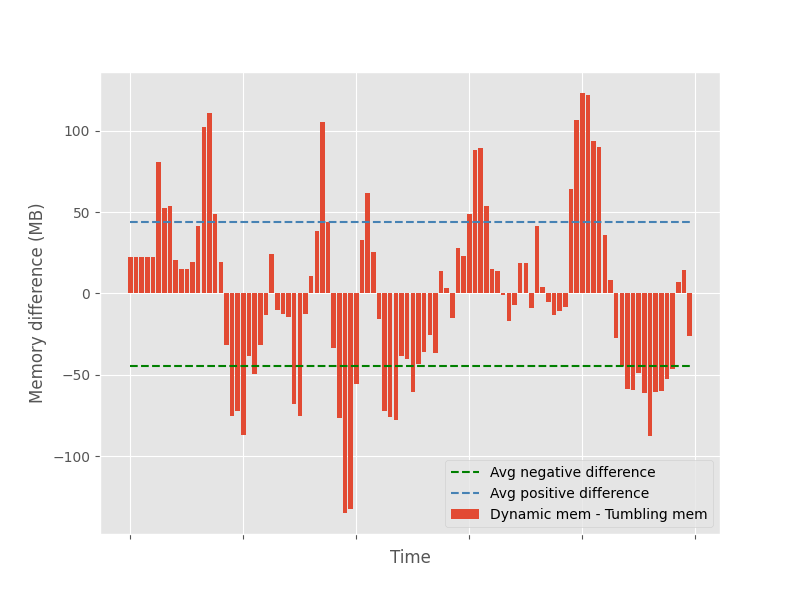 100
50
0
−50
−100
Memory difference (MB)
Time
Avg negative difference
Avg positive difference
Dynamic mem - Tumbling mem